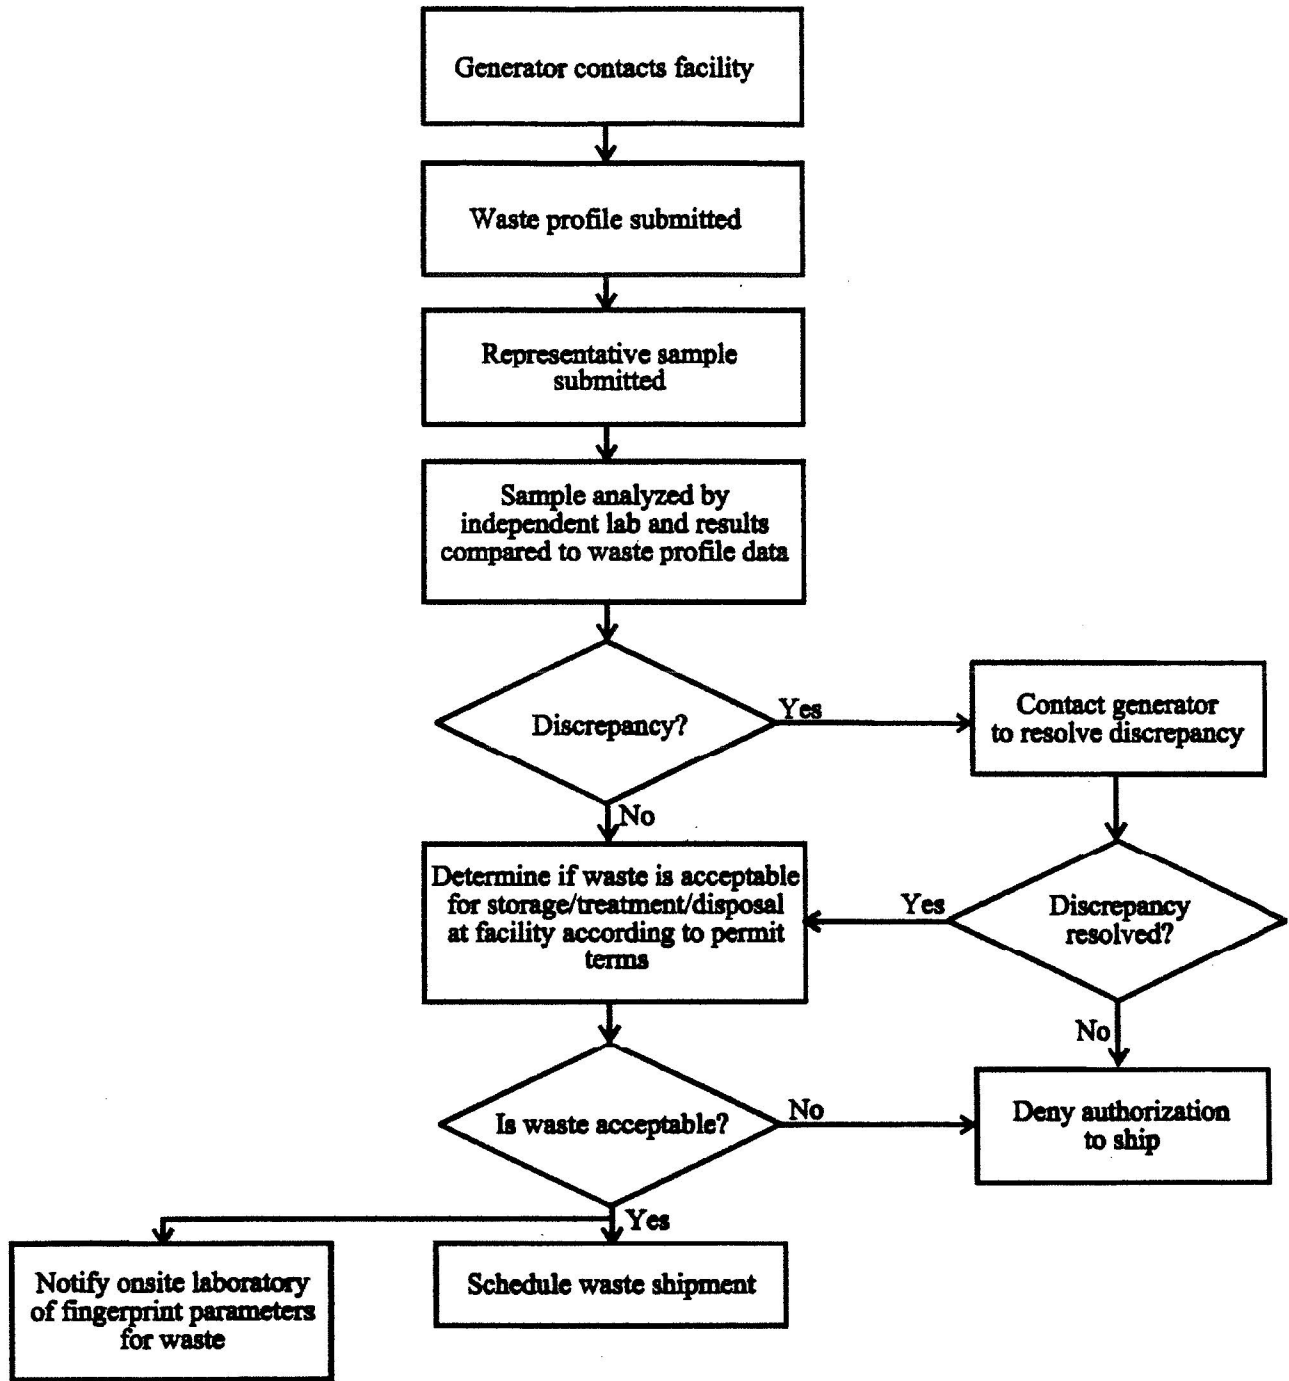 Generator contacts facility
Waste profile submitted
Representative sample
submitted
Sample analyzed by
independent lab and results
compared to waste profile data
Discrepancy?
Yes
Contact generator
to resolve discrepancy
No
Determine if waste is acceptable
for storage/treatment/disposal
at facility according to permit
terms
Yes
Discrepancy
resolved?
No
Is waste acceptable?
No
Deny authorization
to ship
Yes
Notify onsite laboratory
of fingerprint parameters
for waste
Schedule waste shipment